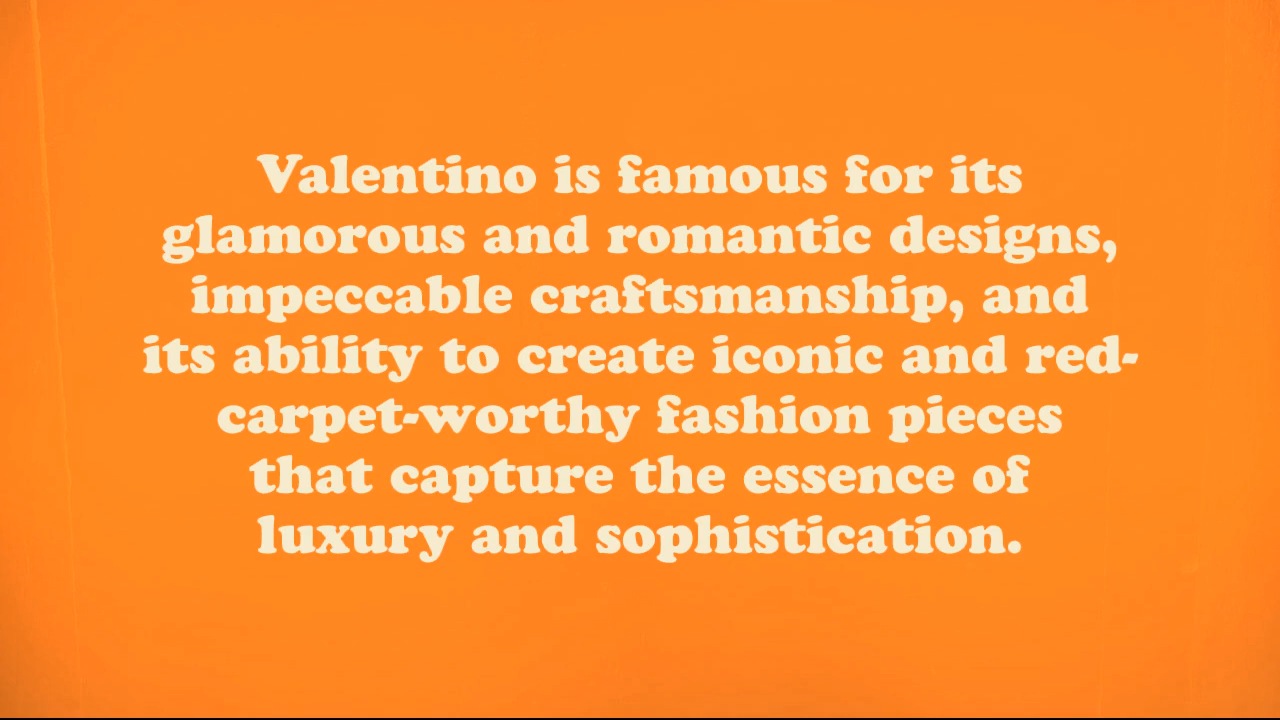 Valentino is famous for its
glamorous and romantic designs,
impeccable craftsmanship, and
its ability to create iconic and red-
carpet-worthy fashion pieces
that capture the essence of
luxury and sophistication.